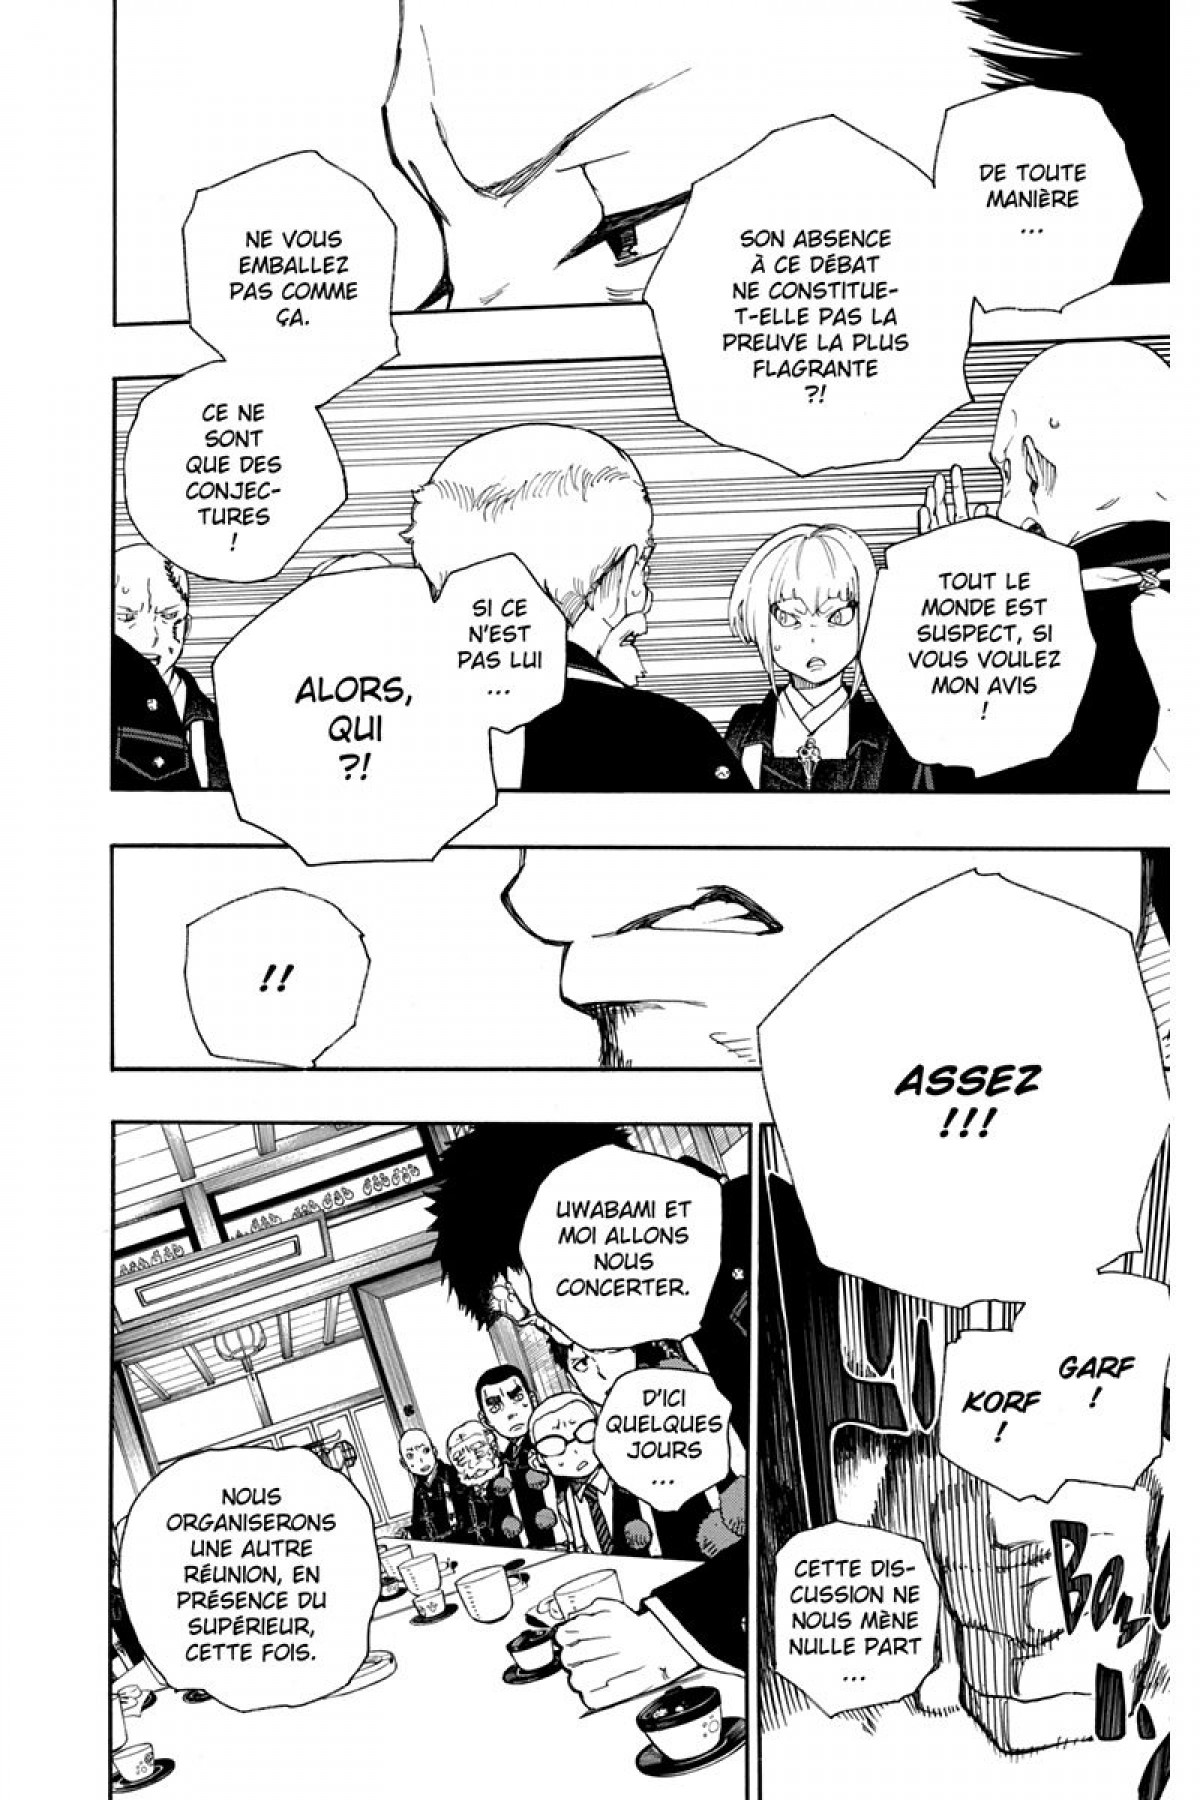 DE TOUTE
MANIÈRE
...
SON ABSENCE
À CE DÉBAT
NE CONSTITUE-
T-ELLE PAS LA
PREUVE LA PLUS
FLAGRANTE
?!
NE VOUS
EMBALLEZ
PAS COMME
ÇA.
CE NE
SONT
QUE DES
CONJEC-
TURES
!
TOUT LE
MONDE EST
SUSPECT, SI
VOUS VOULEZ
MON AVIS
!
SI CE
N'EST
PAS LUI
...
ALORS,
QUI
?!
ASSEZ
!!!
!!
GARF
!
KORF
!
CETTE DIS-
CUSSION NE
NOUS MÈNE
NULLE PART
...
UWABAMI ET
MOI ALLONS
NOUS
CONCERTER.
D'ICI
QUELQUES
JOURS
...
NOUS
ORGANISERONS
UNE AUTRE
RÉUNION, EN
PRÉSENCE DU
SUPÉRIEUR,
CETTE FOIS.